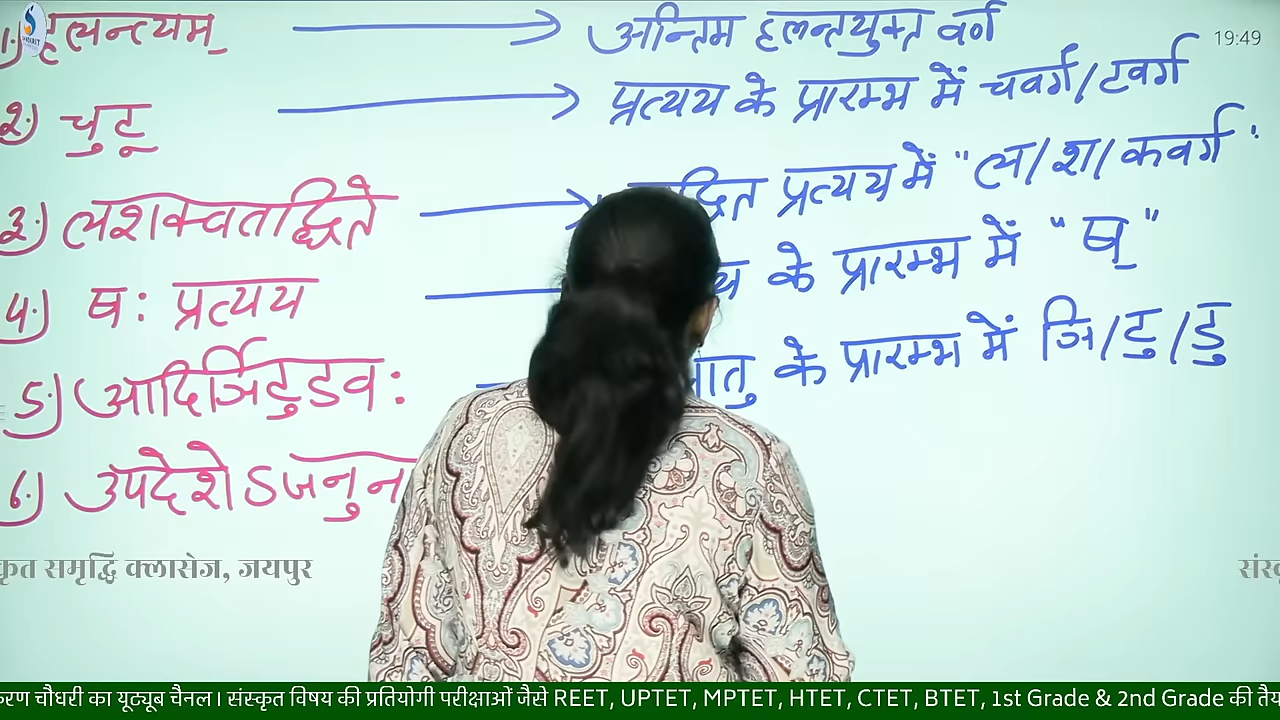 1.) हलन्त्यम् → अन्तिम हलन्तयुक्त वर्ण
19:49
2.) चुटू → प्रत्यय के प्रारम्भ में चवर्ग/टवर्ग
3.) लशक्वतद्धिते → प्रत्यय में "ल/श/कवर्ग"
4.) षः प्रत्यय के प्रारम्भ में "ष्"
5.) आदिर्ञिटुडवः के प्रारम्भ में ञि/टु/डु
6.) उपदेशेऽजनुना
संस्कृत समृद्धि क्लासेज, जयपुर
चौधरी का यूट्यूब चैनल। संस्कृत विषय की प्रतियोगी परीक्षाओं जैसे REET, UPTET, MPTET, HTET, CTET, BTET, 1st Grade & 2nd Grade की